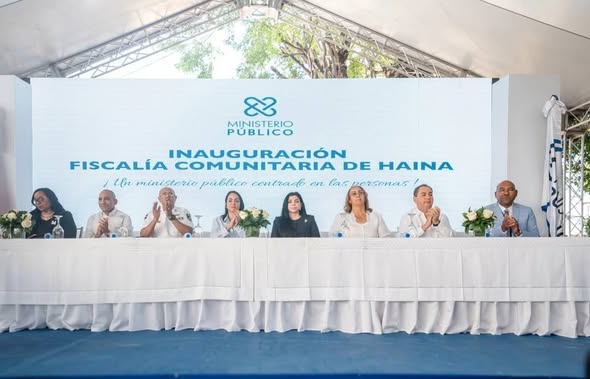 MINISTERIO
PÚBLICO
INAUGURACIÓN
FISCALÍA COMUNITARIA DE HAINA
¡Un ministerio público centrado en las personas!